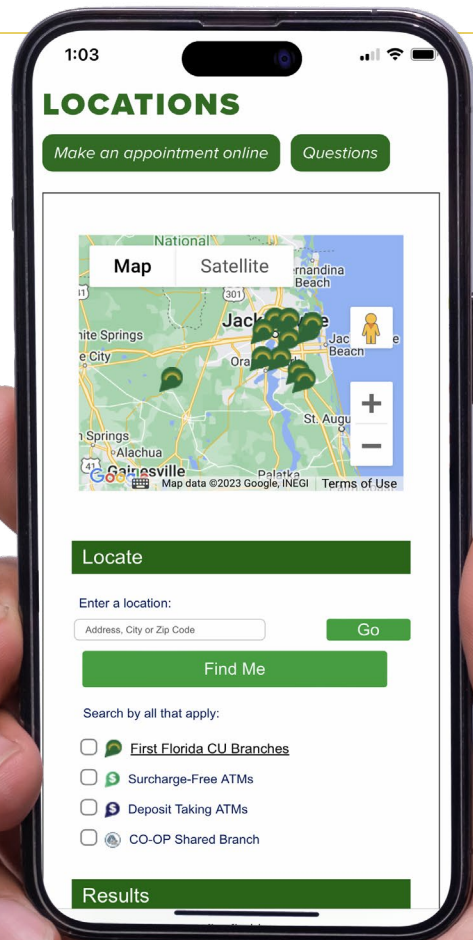 1:03
LOCATIONS
Make an appointment online
Questions
National
Map
Satellite
rnandina
Beach
301
hite Springs
Jac
Beach
e City
Ora
St. Augu
Springs
Alachua
41
Gainesville
Palatka
Google
Map data ©2023 Google, INEGI
Terms of Use
Locate
Enter a location:
Address, City or Zip Code
Go
Find Me
Search by all that apply:
First Florida CU Branches
$ Surcharge-Free ATMs
$ Deposit Taking ATMs
CO-OP Shared Branch
Results